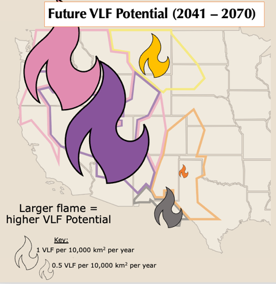 Future VLF Potential (2041 – 2070)
Larger flame =
higher VLF Potential
Key:
1 VLF per 10,000 km² per year
0.5 VLF per 10,000 km² per year